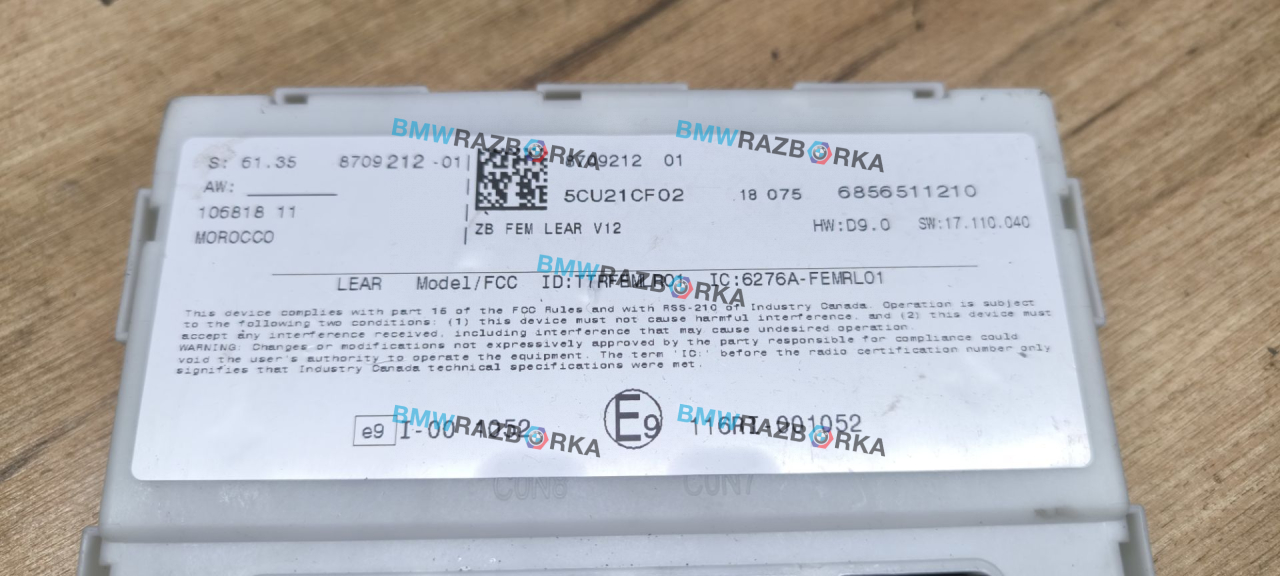 S: 61.35 8709212 -01 | 8709212 01
AW: ________
5CU21CF02 18 075 6856511210
105818 11
MOROCCO
ZB FEM LEAR V12 HW:D9.0 SW:17.110.040
LEAR Model/FCC ID: IC:6276A-FEMRL01
This device complies with part 15 of the FCC Rules and with RSS-210 of Industry Canada. Operation is subject
to the following two conditions: (1) this device must not cause harmful interference, and (2) this device must
accept any interference received, including interference that may cause undesired operation.
WARNING: Changes or modifications not expressively approved by the party responsible for compliance could
void the user's authority to operate the equipment. The term 'IC:' before the radio certification number only
signifies that Industry Canada technical specifications were met.
e9 E9
CON6 CON7
BMWRAZBORKA BMWRAZBORKA
BMWRAZBORKA
BMWRAZBORKA BMWRAZBORKA